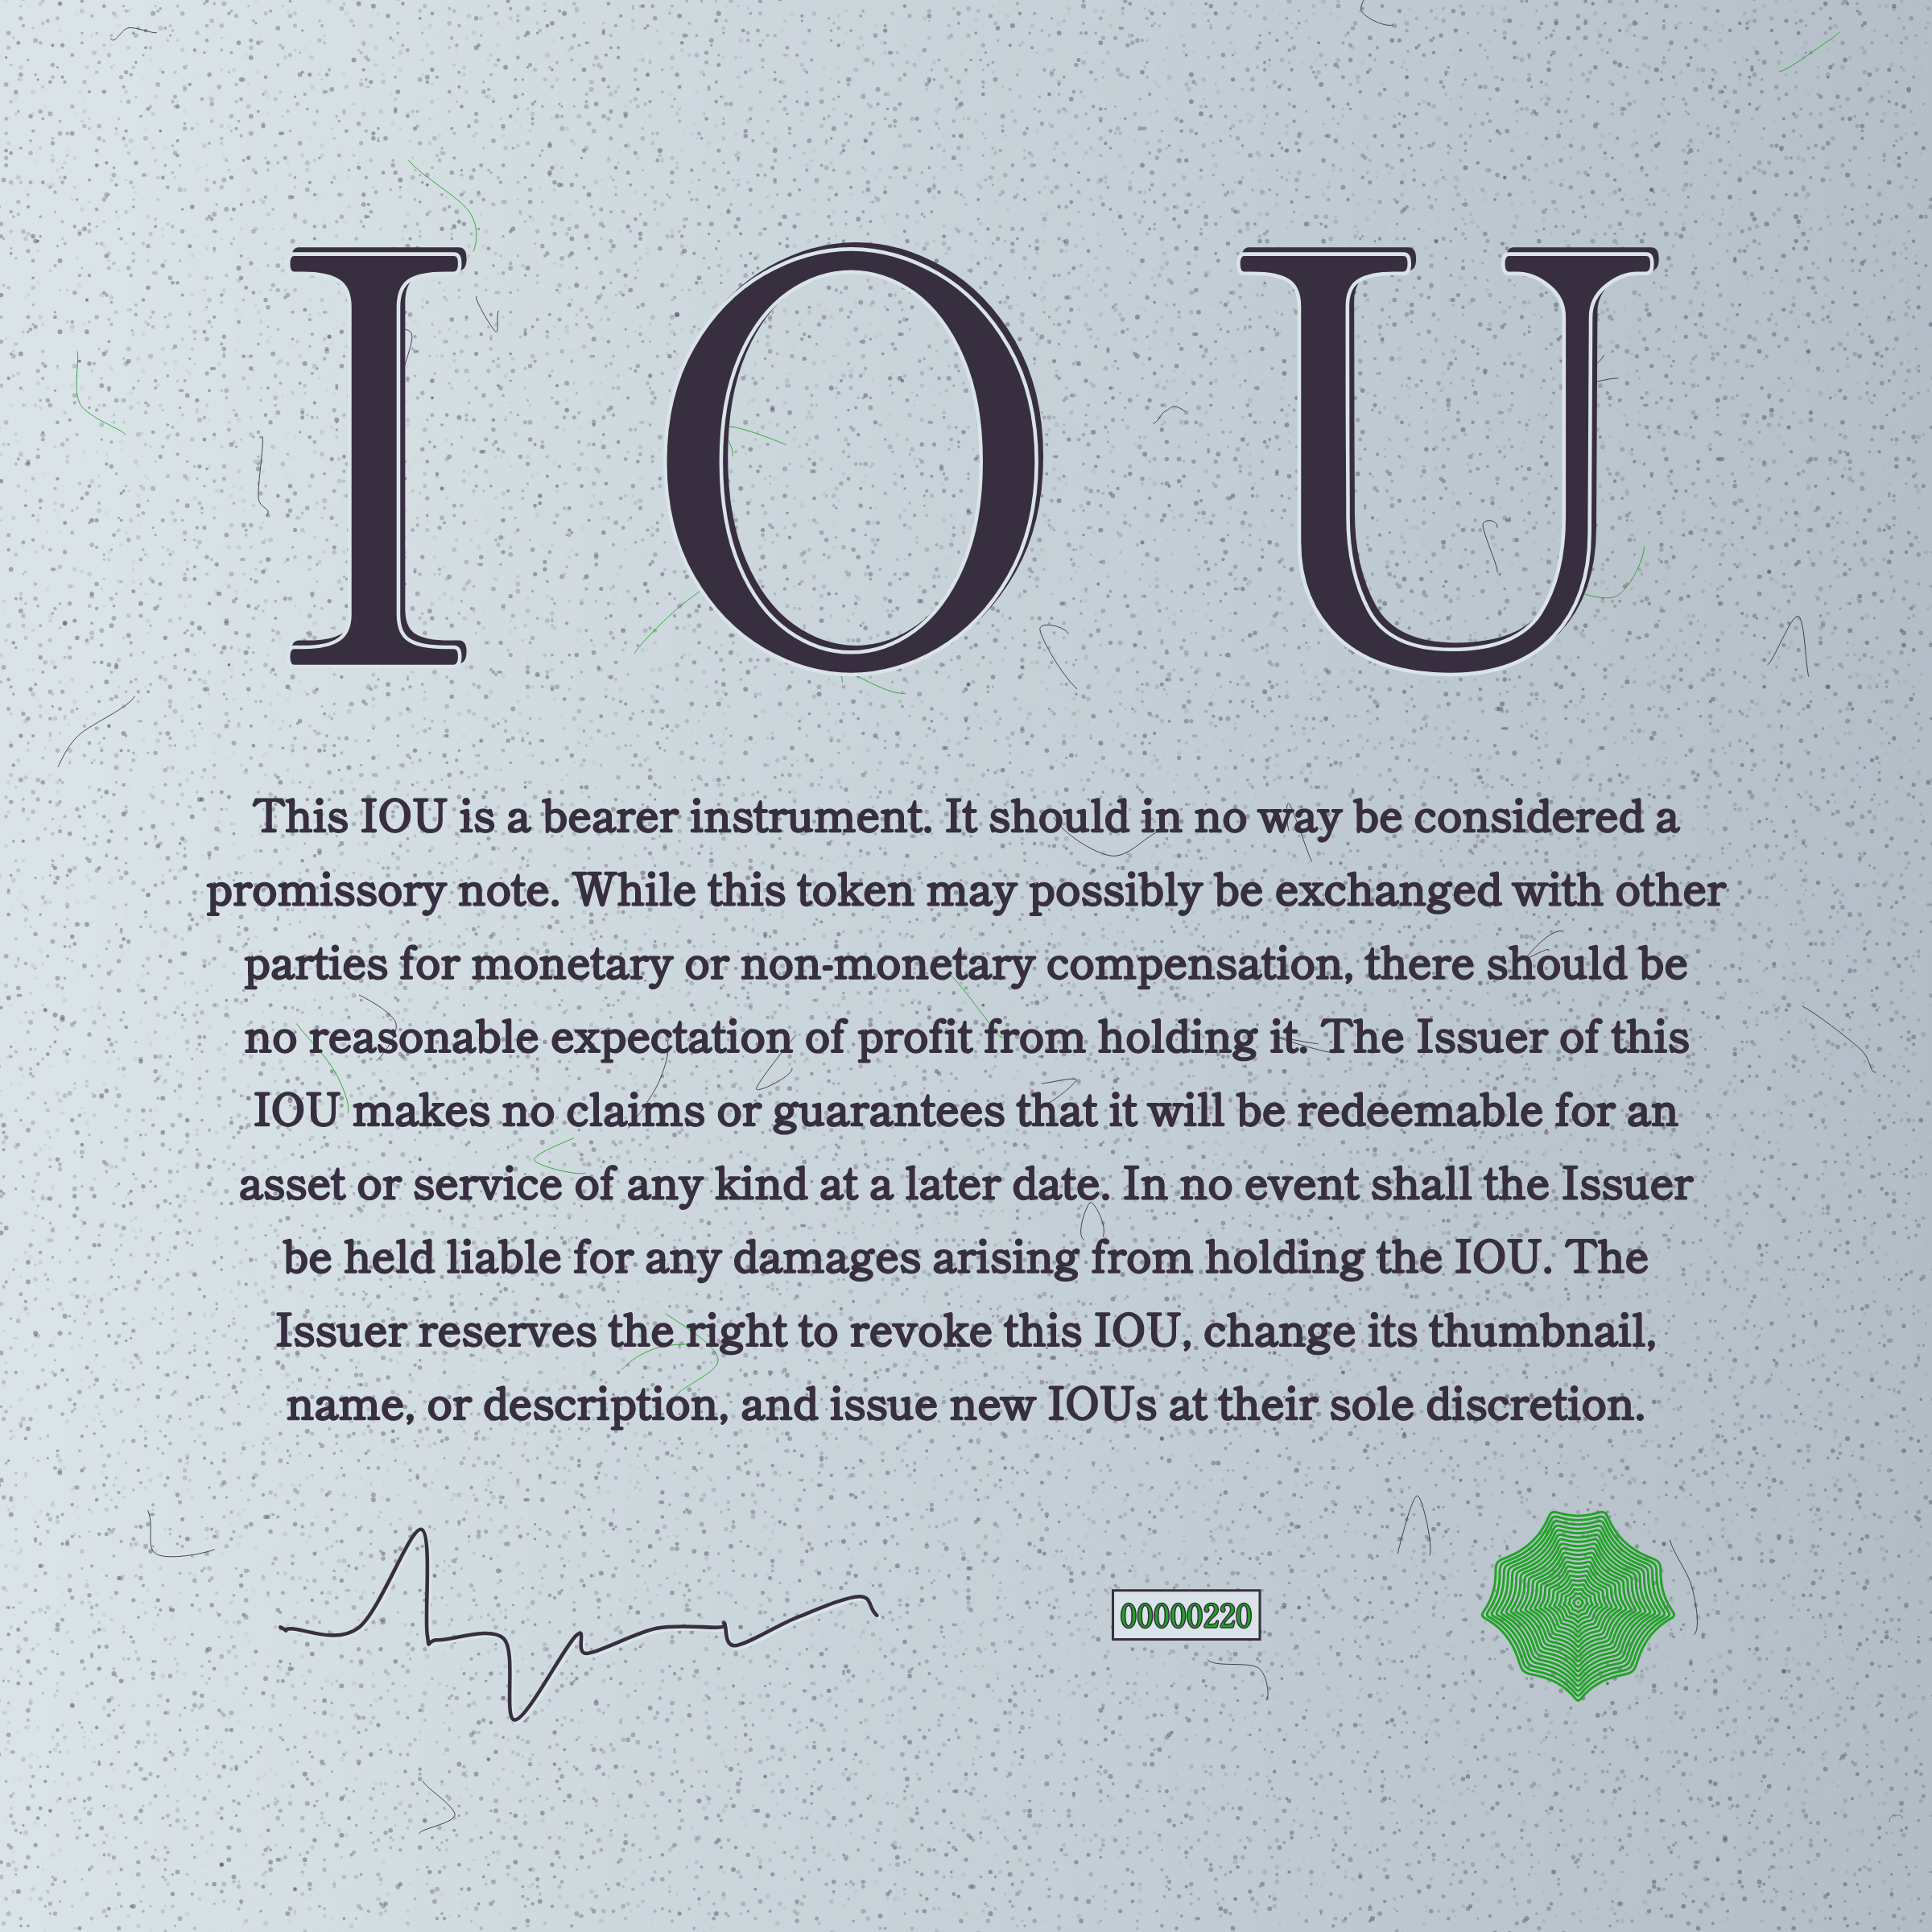 I O U
This IOU is a bearer instrument. It should in no way be considered a
promissory note. While this token may possibly be exchanged with other
parties for monetary or non-monetary compensation, there should be
no reasonable expectation of profit from holding it. The Issuer of this
IOU makes no claims or guarantees that it will be redeemable for an
asset or service of any kind at a later date. In no event shall the Issuer
be held liable for any damages arising from holding the IOU. The
Issuer reserves the right to revoke this IOU, change its thumbnail,
name, or description, and issue new IOUs at their sole discretion.
00000220